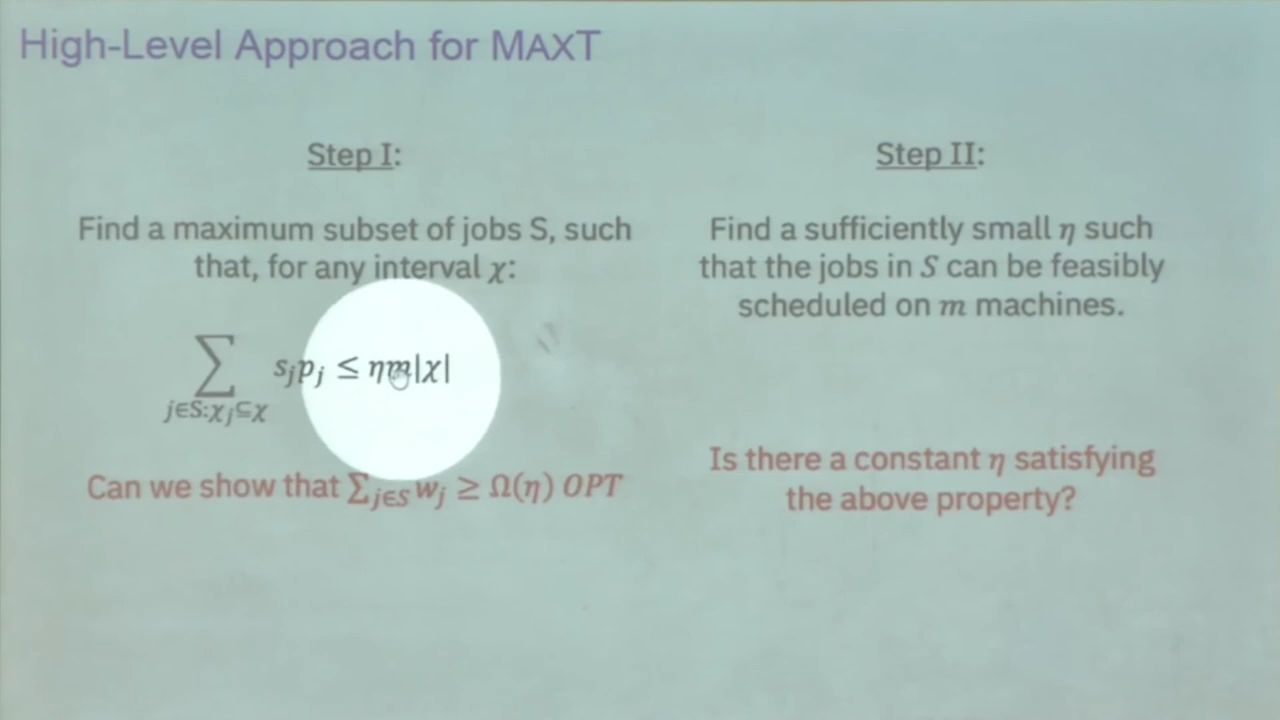 High-Level Approach for MAXT
Step I:
Find a maximum subset of jobs S, such
that, for any interval χ:
∑ s_j p_j ≤ ηm|χ|
j∈S:χ_j⊆χ
Can we show that ∑_{j∈S} w_j ≥ Ω(η) OPT
Step II:
Find a sufficiently small η such
that the jobs in S can be feasibly
scheduled on m machines.
Is there a constant η satisfying
the above property?